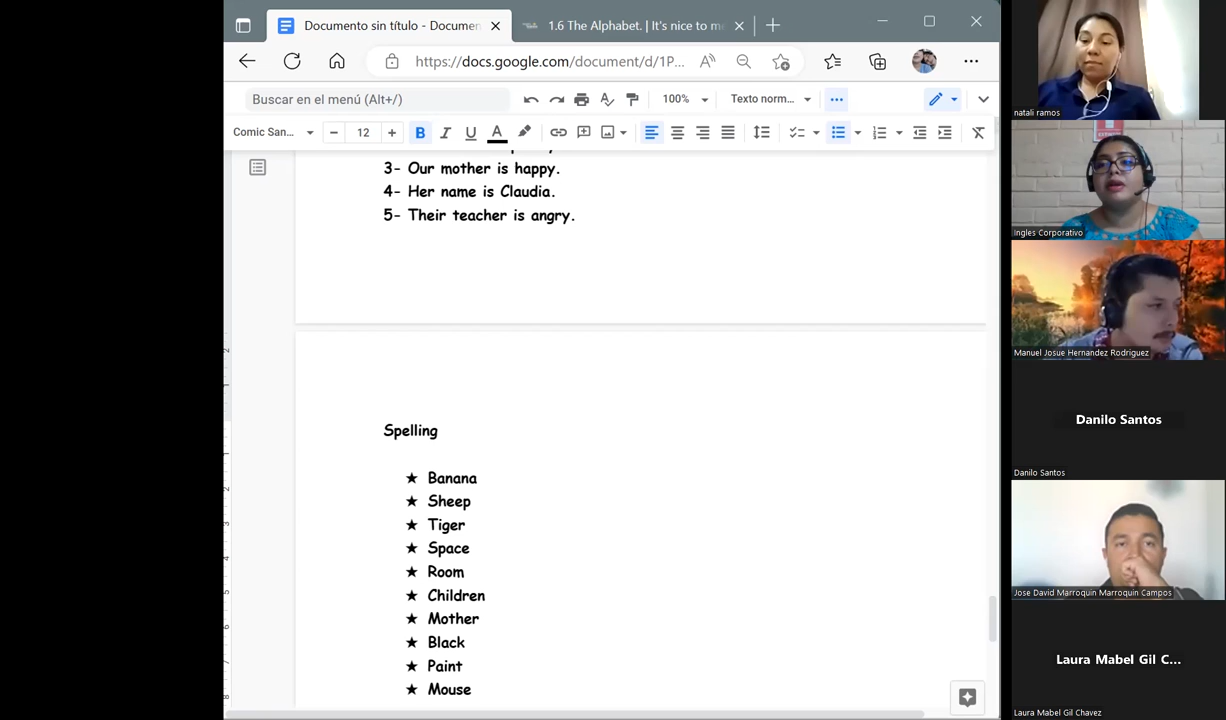 Documento sin título - Documen
1.6 The Alphabet. | It's nice to me
https://docs.google.com/document/d/1P...
Buscar en el menú (Alt+/)
100%
Texto norm...
Comic San...
12
3- Our mother is happy.
4- Her name is Claudia.
5- Their teacher is angry.
Spelling
★ Banana
★ Sheep
★ Tiger
★ Space
★ Room
★ Children
★ Mother
★ Black
★ Paint
★ Mouse
natali ramos
Ingles Corporativo
Manuel Josue Hernandez Rodriguez
Danilo Santos
Danilo Santos
Jose David Marroquin Marroquin Campos
Laura Mabel Gil C...
Laura Mabel Gil Chavez